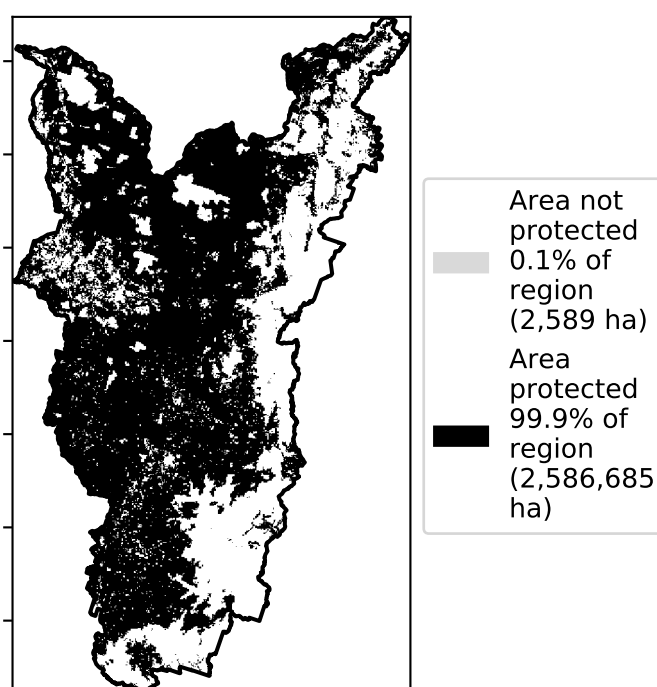 Area not
protected
0.1% of
region
(2,589 ha)
Area
protected
99.9% of
region
(2,586,685
ha)